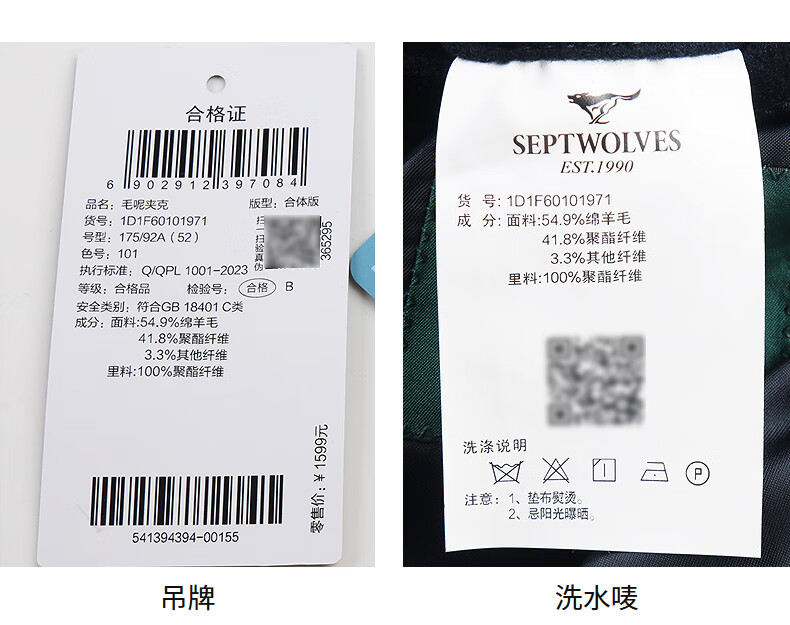 合格证
6 902912 397084
品名：毛呢夹克
版型：合体版
货号：1D1F60101971
号型：175/92A（52）
色号：101
扫一扫验真伪
365295
执行标准：Q/QPL 1001-2023
等级：合格品
检验号：合格 B
安全类别：符合GB 18401 C类
成分：面料:54.9%绵羊毛
41.8%聚酯纤维
3.3%其他纤维
里料:100%聚酯纤维
零售价：¥1599元
541394394-00155
吊牌
SEPTWOLVES
EST.1990
货 号：1D1F60101971
成 分：面料:54.9%绵羊毛
41.8%聚酯纤维
3.3%其他纤维
里料:100%聚酯纤维
洗涤说明
P
注意：1、垫布熨烫。
2、忌阳光曝晒。
洗水唛